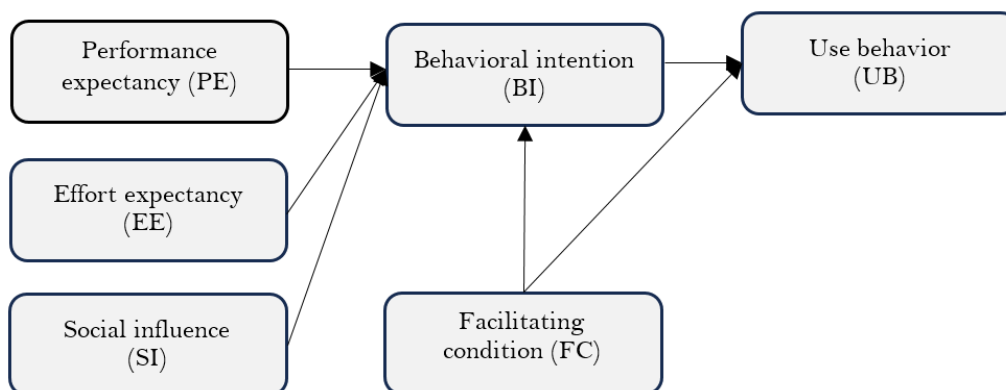 Performance
expectancy (PE)
Behavioral intention
(BI)
Use behavior
(UB)
Effort expectancy
(EE)
Social influence
(SI)
Facilitating
condition (FC)